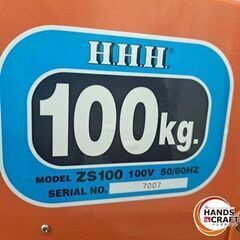 H.H.H.®
100kg.
MODEL ZS100 100V 50/60HZ
SERIAL NO. 7007
HANDS
CRAFT